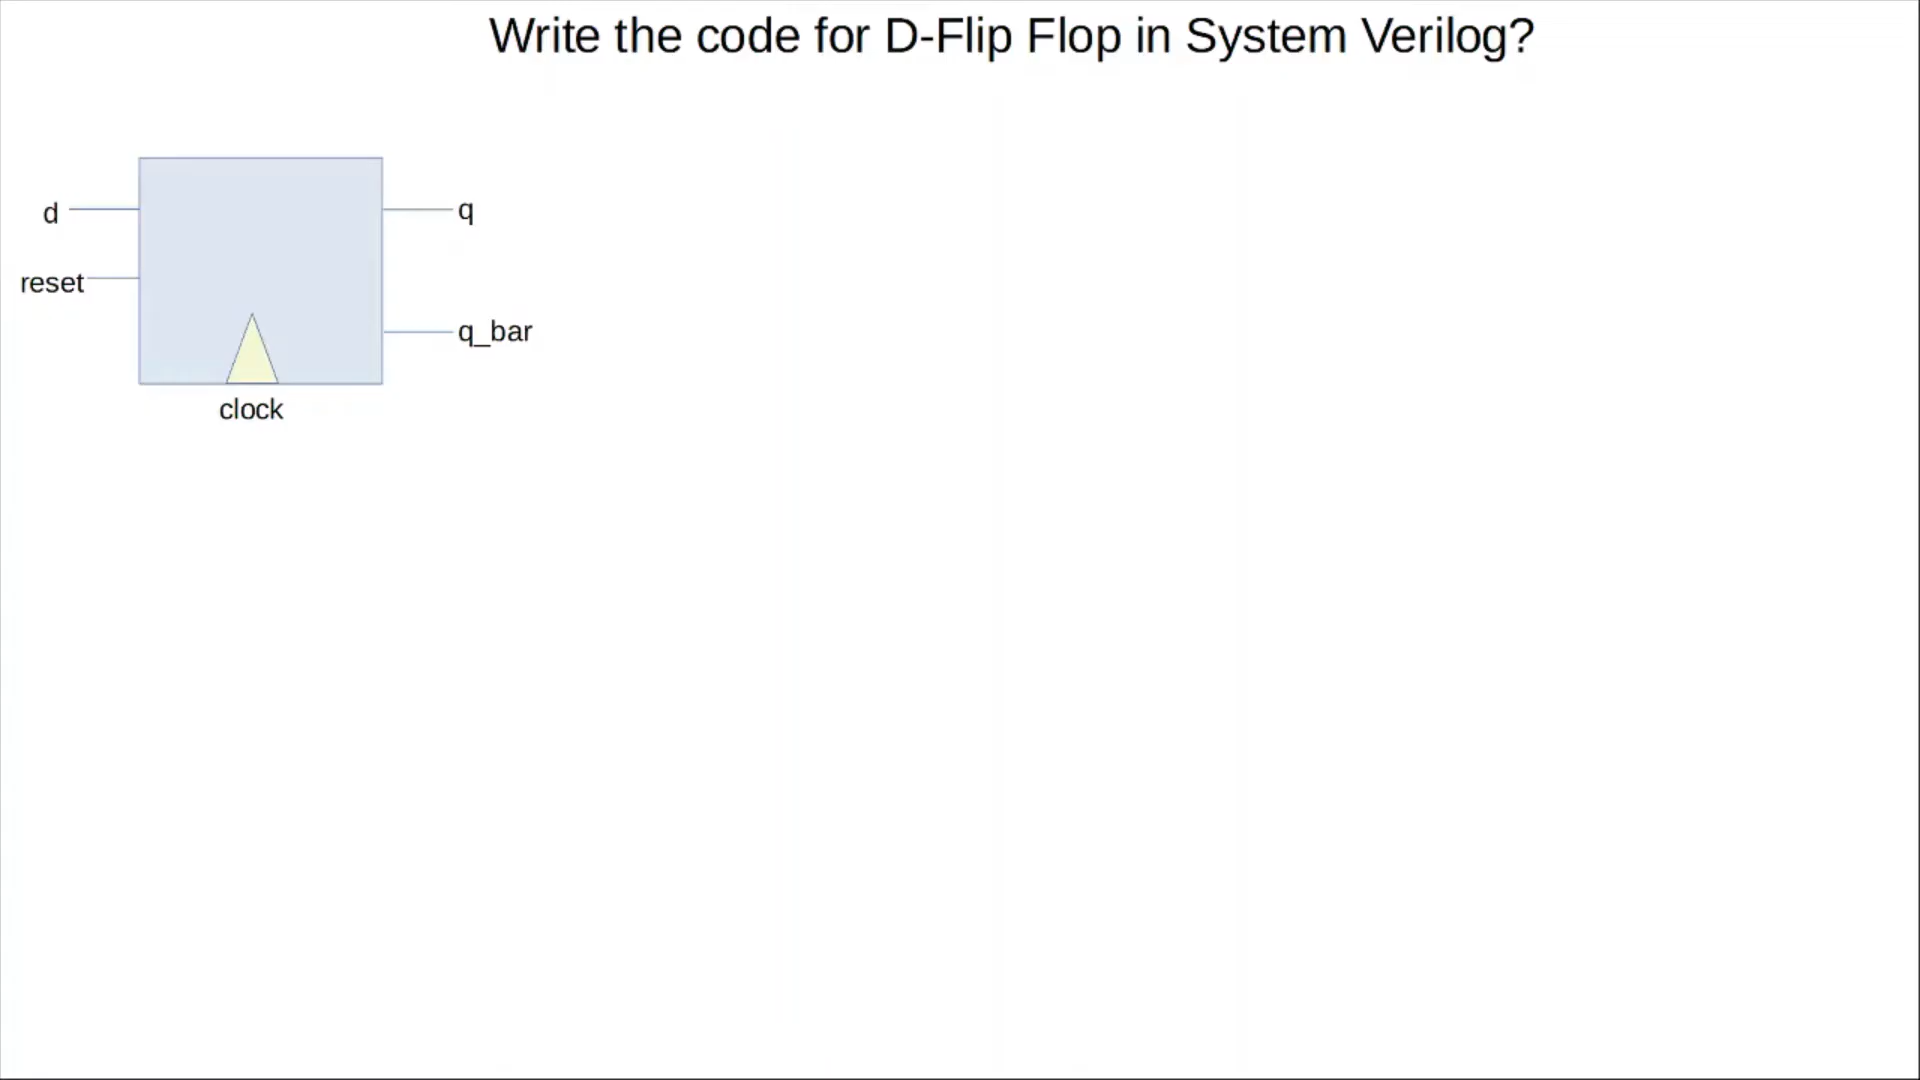 Write the code for D-Flip Flop in System Verilog?
d
q
reset
q_bar
clock